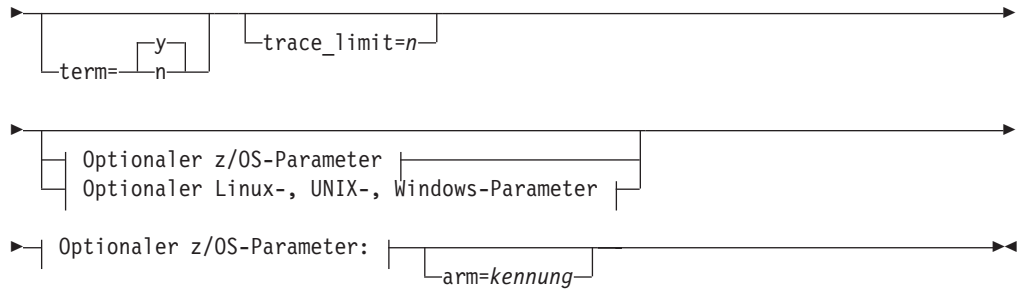 y
trace_limit=n
term= n
Optionaler z/OS-Parameter
Optionaler Linux-, UNIX-, Windows-Parameter
Optionaler z/OS-Parameter:
arm=kennung